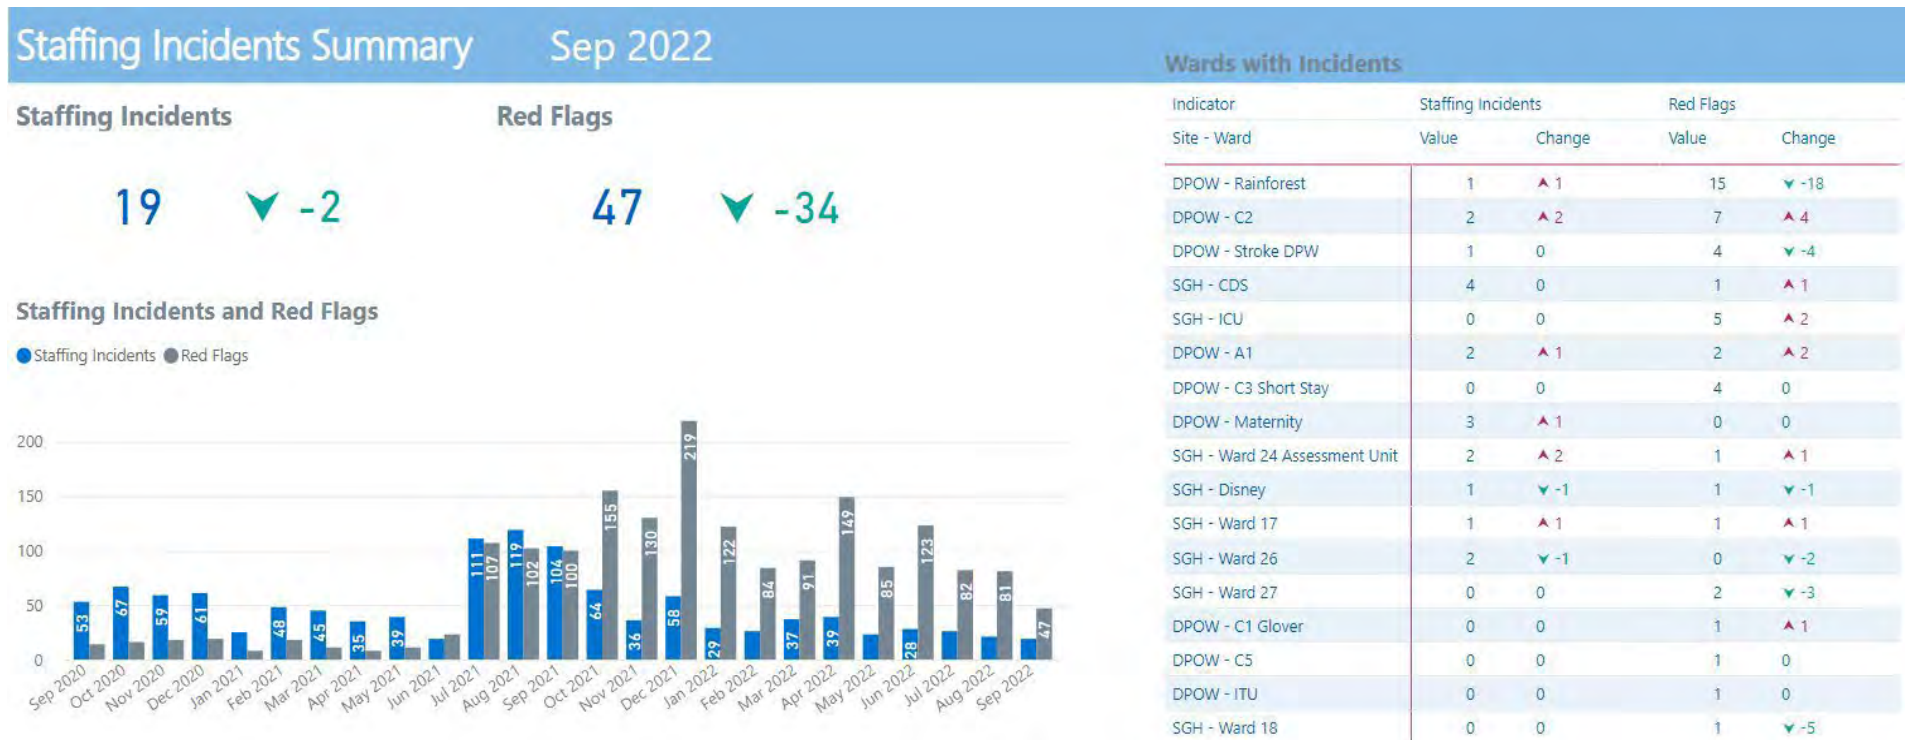 Staffing Incidents Summary Sep 2022
Staffing Incidents Red Flags
19 -2 47 -34
Staffing Incidents and Red Flags
Staffing Incidents Red Flags
200
150
100
50
0
53 67 59 61 48 45 35 39 111 107 119 102 104 100 64 155 36 130 58 219 29 122 84 37 91 39 149 85 28 123 82 81 47
Sep 2020 Oct 2020 Nov 2020 Dec 2020 Jan 2021 Feb 2021 Mar 2021 Apr 2021 May 2021 Jun 2021 Jul 2021 Aug 2021 Sep 2021 Oct 2021 Nov 2021 Dec 2021 Jan 2022 Feb 2022 Mar 2022 Apr 2022 May 2022 Jun 2022 Jul 2022 Aug 2022 Sep 2022
Wards with Incidents
Indicator Staffing Incidents Red Flags
Site - Ward Value Change Value Change
DPOW - Rainforest 1 1 15 -18
DPOW - C2 2 2 7 4
DPOW - Stroke DPW 1 0 4 -4
SGH - CDS 4 0 1 1
SGH - ICU 0 0 5 2
DPOW - A1 2 1 2 2
DPOW - C3 Short Stay 0 0 4 0
DPOW - Maternity 3 1 0 0
SGH - Ward 24 Assessment Unit 2 2 1 1
SGH - Disney 1 -1 1 -1
SGH - Ward 17 1 1 1 1
SGH - Ward 26 2 -1 0 -2
SGH - Ward 27 0 0 2 -3
DPOW - C1 Glover 0 0 1 1
DPOW - C5 0 0 1 0
DPOW - ITU 0 0 1 0
SGH - Ward 18 0 0 1 -5